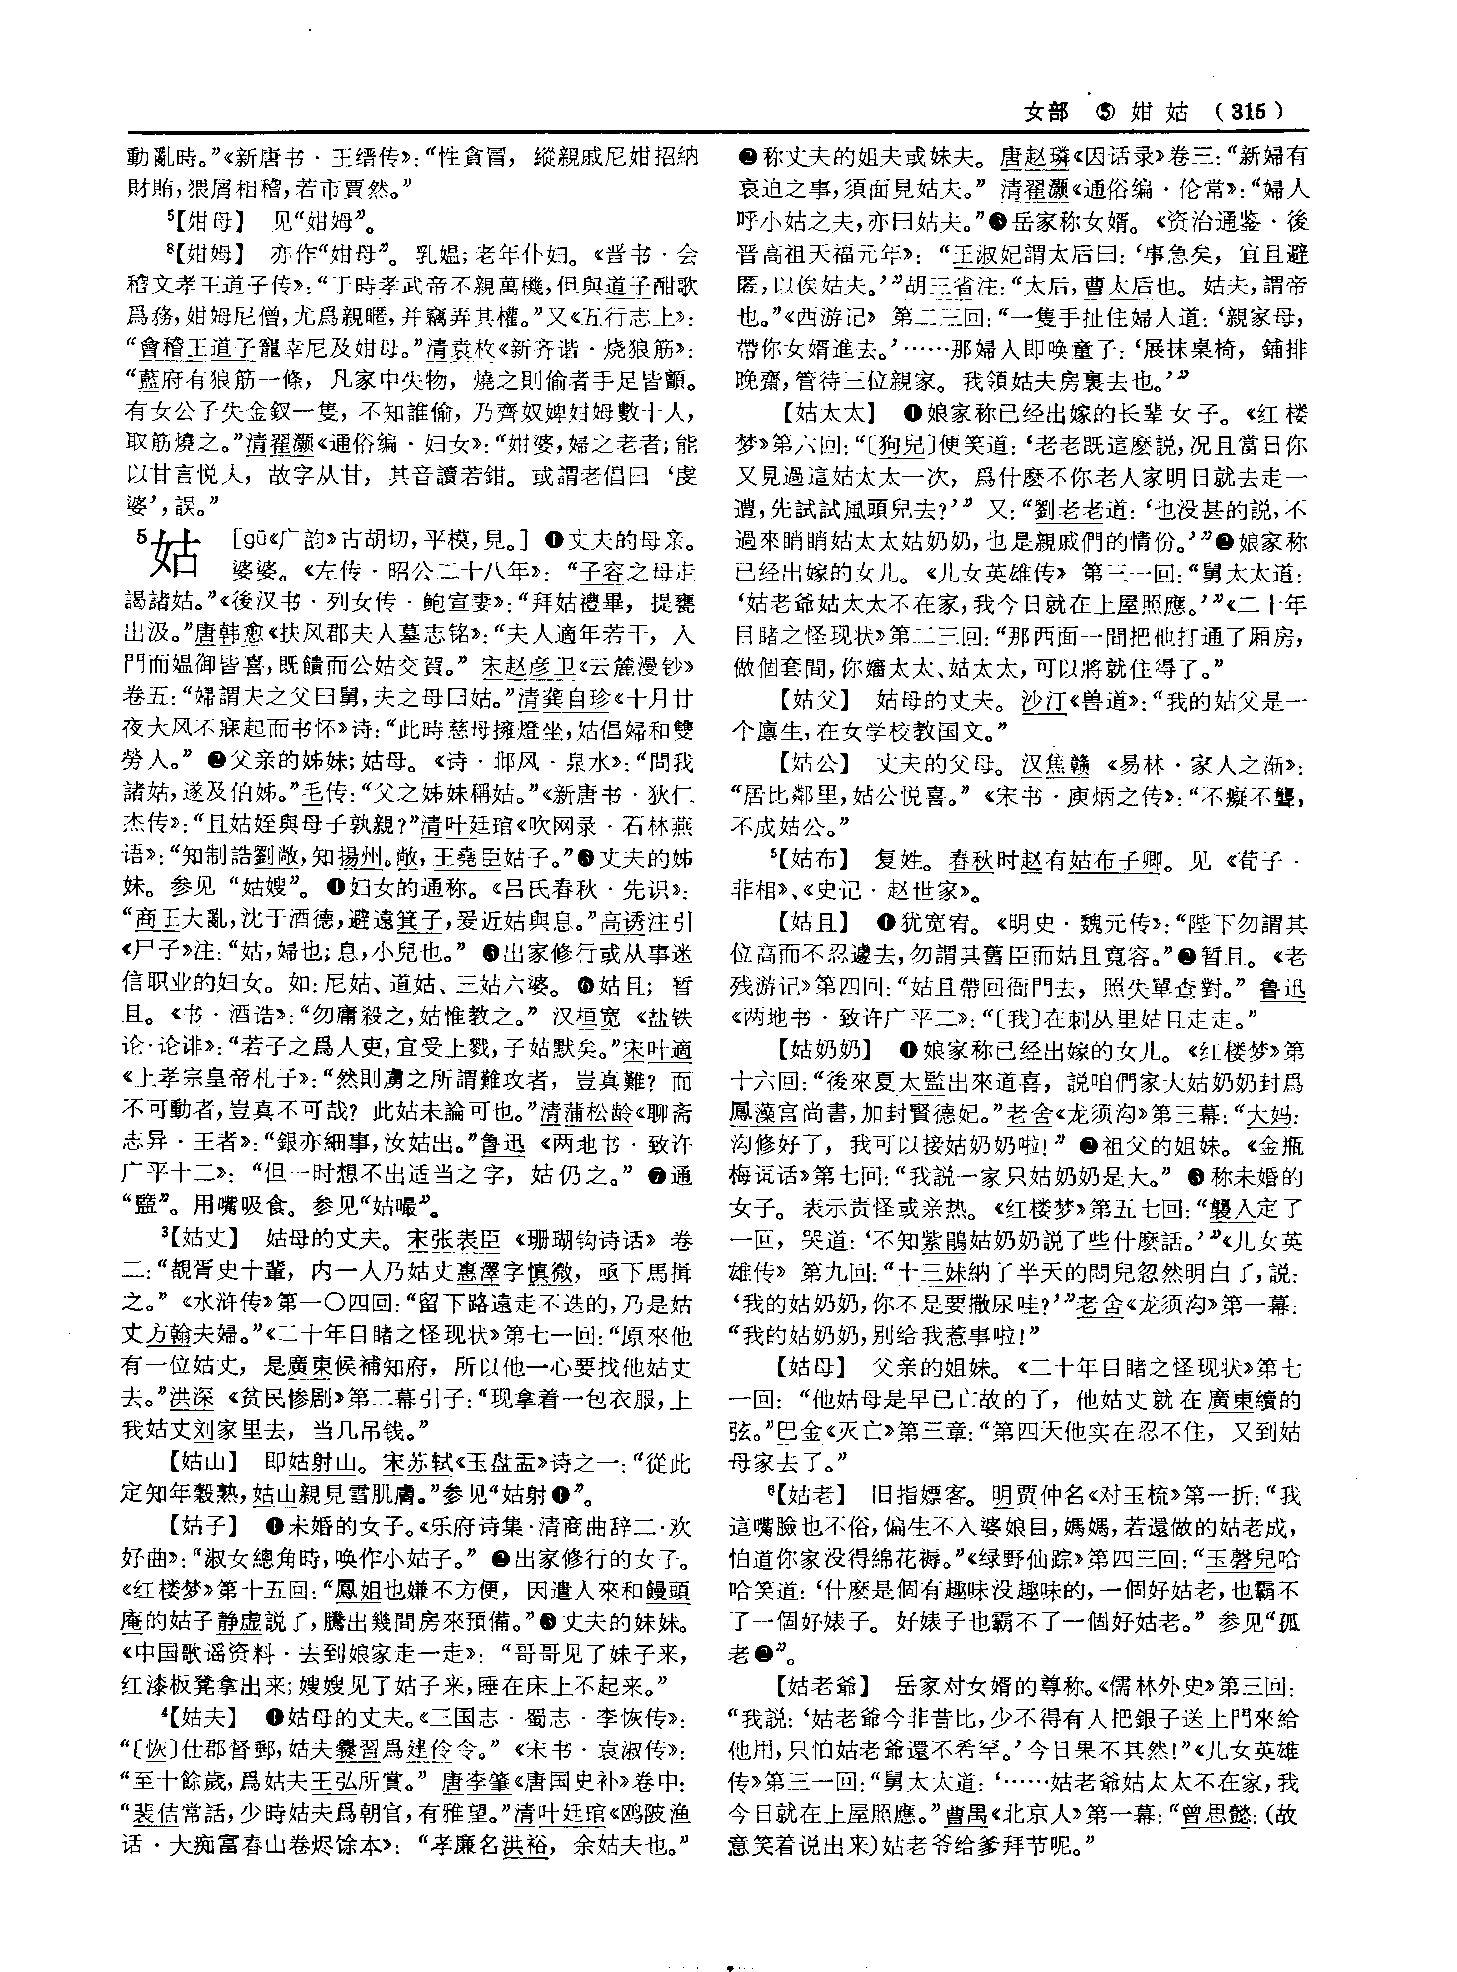 女部 ⑤ 姏 姑 （315）
動亂時。”《新唐书·王缙传》：“性貪冒，縱親戚尼姏招納
財賄，猥屑相稽，若市賈然。”
⁵【姏母】 见“姏姆”。
⁸【姏姆】 亦作“姏母”。乳媪；老年仆妇。《晋书·会
稽文孝王道子传》：“于時孝武帝不親萬機，但與道子酣歌
爲務，姏姆尼僧，尤爲親暱，并竊弄其權。”又《五行志上》：
“會稽王道子寵幸尼及姏母。”清袁枚《新齐谐·烧狼筋》：
“藍府有狼筋一條，凡家中失物，燒之則偷者手足皆顫。
有女公子失金釵一隻，不知誰偷，乃齊奴婢姏姆數十人，
取筋燒之。”清翟灏《通俗编·妇女》：“姏婆，婦之老者；能
以甘言悦人，故字从甘，其音讀若鉗。或謂老倡曰‘虔
婆’，誤。”
⁵姑 ［gū《广韵》古胡切，平模，見。］ ❶丈夫的母亲。
婆婆。《左传·昭公二十八年》：“子容之母走
謁諸姑。”《後汉书·列女传·鲍宣妻》：“拜姑禮畢，提甕
出汲。”唐韩愈《扶风郡夫人墓志铭》：“夫人適年若干，入
門而媪御皆喜，既饋而公姑交賀。”宋赵彦卫《云麓漫钞》
卷五：“婦謂夫之父曰舅，夫之母曰姑。”清龚自珍《十月廿
夜大风不寐起而书怀》诗：“此時慈母擁燈坐，姑倡婦和雙
勞人。” ❷父亲的姊妹；姑母。《诗·邶风·泉水》：“問我
諸姑，遂及伯姊。”毛传：“父之姊妹稱姑。”《新唐书·狄仁
杰传》：“且姑姪與母子孰親？”清叶廷琯《吹网录·石林燕
语》：“知制誥劉敞，知揚州。敞，王堯臣姑子。”❸丈夫的姊
妹。参见“姑嫂”。 ❹妇女的通称。《吕氏春秋·先识》：
“商王大亂，沈于酒德，避遠箕子，爰近姑與息。”高诱注引
《尸子》注：“姑，婦也；息，小兒也。” ❺出家修行或从事迷
信职业的妇女。如：尼姑、道姑、三姑六婆。 ❻姑且；暂
且。《书·酒诰》：“勿庸殺之，姑惟教之。”汉桓宽《盐铁
论·论诽》：“若子之爲人吏，宜受上戮，子姑默矣。”宋叶適
《上孝宗皇帝札子》：“然則虜之所謂難攻者，豈真難？而
不可動者，豈真不可哉？此姑未論可也。”清蒲松龄《聊斋
志异·王者》：“銀亦細事，汝姑出。”鲁迅《两地书·致许
广平十二》：“但一时想不出适当之字，姑仍之。” ❼通
“盬”。用嘴吸食。参见“姑嘬”。
³【姑丈】 姑母的丈夫。宋张表臣《珊瑚钩诗话》卷
二：“覩胥史十輩，内一人乃姑丈惠澤字慎微，亟下馬揖
之。”《水浒传》第一〇四回：“留下路遠走不迭的，乃是姑
丈方翰夫婦。”《二十年目睹之怪现状》第七一回：“原來他
有一位姑丈，是廣東候補知府，所以他一心要找他姑丈
去。”洪深《贫民惨剧》第二幕引子：“现拿着一包衣服，上
我姑丈刘家里去，当几吊钱。”
【姑山】 即姑射山。宋苏轼《玉盘盂》诗之一：“從此
定知年穀熟，姑山親見雪肌膚。”参见“姑射❶”。
【姑子】 ❶未婚的女子。《乐府诗集·清商曲辞二·欢
好曲》：“淑女總角時，唤作小姑子。” ❷出家修行的女子。
《红楼梦》第十五回：“鳳姐也嫌不方便，因遣人來和饅頭
庵的姑子静虚説了，騰出幾間房來預備。”❸丈夫的妹妹。
《中国歌谣资料·去到娘家走一走》：“哥哥见了妹子来，
红漆板凳拿出来；嫂嫂见了姑子来，睡在床上不起来。”
⁴【姑夫】 ❶姑母的丈夫。《三国志·蜀志·李恢传》：
“〔恢〕仕郡督郵，姑夫爨習爲建伶令。”《宋书·袁淑传》：
“至十餘歲，爲姑夫王弘所賞。”唐李肇《唐国史补》卷中：
“裴佶常話，少時姑夫爲朝官，有雅望。”清叶廷琯《鸥陂渔
话·大痴富春山卷烬馀本》：“孝廉名洪裕，余姑夫也。”
❷称丈夫的姐夫或妹夫。唐赵璘《因话录》卷三：“新婦有
哀迫之事，須面見姑夫。”清翟灏《通俗编·伦常》：“婦人
呼小姑之夫，亦曰姑夫。”❸岳家称女婿。《资治通鉴·後
晋高祖天福元年》：“王淑妃謂太后曰：‘事急矣，宜且避
匿，以俟姑夫。’”胡三省注：“太后，曹太后也。姑夫，謂帝
也。”《西游记》第二三回：“一隻手扯住婦人道：‘親家母，
帶你女婿進去。’……那婦人即唤童子：‘展抹桌椅，鋪排
晚齋，管待三位親家。我領姑夫房裏去也。’”
【姑太太】 ❶娘家称已经出嫁的长辈女子。《红楼
梦》第六回：“〔狗兒〕便笑道：‘老老既這麽説，况且當日你
又見過這姑太太一次，爲什麽不你老人家明日就去走一
遭，先試試風頭兒去？’”又：“劉老老道：‘也没甚的説，不
過來瞧瞧姑太太姑奶奶，也是親戚們的情份。’”❷娘家称
已经出嫁的女儿。《儿女英雄传》第三一回：“舅太太道：
‘姑老爺姑太太不在家，我今日就在上屋照應。’”《二十年
目睹之怪现状》第二三回：“那西面一間把他打通了厢房，
做個套間，你嬸太太、姑太太，可以將就住得了。”
【姑父】 姑母的丈夫。沙汀《兽道》：“我的姑父是一
个廪生，在女学校教国文。”
【姑公】 丈夫的父母。汉焦赣《易林·家人之渐》：
“居比鄰里，姑公悦喜。”《宋书·庾炳之传》：“不癡不聾，
不成姑公。”
⁵【姑布】 复姓。春秋时赵有姑布子卿。见《荀子·
非相》、《史记·赵世家》。
【姑且】 ❶犹宽宥。《明史·魏元传》：“陛下勿謂其
位高而不忍遽去，勿謂其舊臣而姑且寬容。”❷暂且。《老
残游记》第四回：“姑且帶回衙門去，照失單查對。”鲁迅
《两地书·致许广平二》：“〔我〕在刺丛里姑且走走。”
【姑奶奶】 ❶娘家称已经出嫁的女儿。《红楼梦》第
十六回：“後來夏太監出來道喜，説咱們家大姑奶奶封爲
鳳藻宫尚書，加封賢德妃。”老舍《龙须沟》第三幕：“大妈：
沟修好了，我可以接姑奶奶啦！” ❷祖父的姐妹。《金瓶
梅词话》第七回：“我説一家只姑奶奶是大。” ❸称未婚的
女子。表示责怪或亲热。《红楼梦》第五七回：“襲人定了
一回，哭道：‘不知紫鵑姑奶奶説了些什麽話。’”《儿女英
雄传》第九回：“十三妹納了半天的悶兒忽然明白了，説：
‘我的姑奶奶，你不是要撒尿哇？’”老舍《龙须沟》第一幕：
“我的姑奶奶，别给我惹事啦！”
【姑母】 父亲的姐妹。《二十年目睹之怪现状》第七
一回：“他姑母是早已亡故的了，他姑丈就在廣東續的
弦。”巴金《灭亡》第三章：“第四天他实在忍不住，又到姑
母家去了。”
⁶【姑老】 旧指嫖客。明贾仲名《对玉梳》第一折：“我
這嘴臉也不俗，偏生不入婆娘目，媽媽，若還做的姑老成，
怕道你家没得綿花褥。”《绿野仙踪》第四三回：“玉磬兒哈
哈笑道：‘什麽是個有趣味没趣味的，一個好姑老，也霸不
了一個好婊子。好婊子也霸不了一個好姑老。”参见“孤
老❷”。
【姑老爺】 岳家对女婿的尊称。《儒林外史》第三回：
“我説：‘姑老爺今非昔比，少不得有人把銀子送上門來給
他用，只怕姑老爺還不希罕。’今日果不其然！”《儿女英雄
传》第三一回：“舅太太道：‘……姑老爺姑太太不在家，我
今日就在上屋照應。”曹禺《北京人》第一幕：“曾思懿：（故
意笑着说出来）姑老爷给爹拜节呢。”